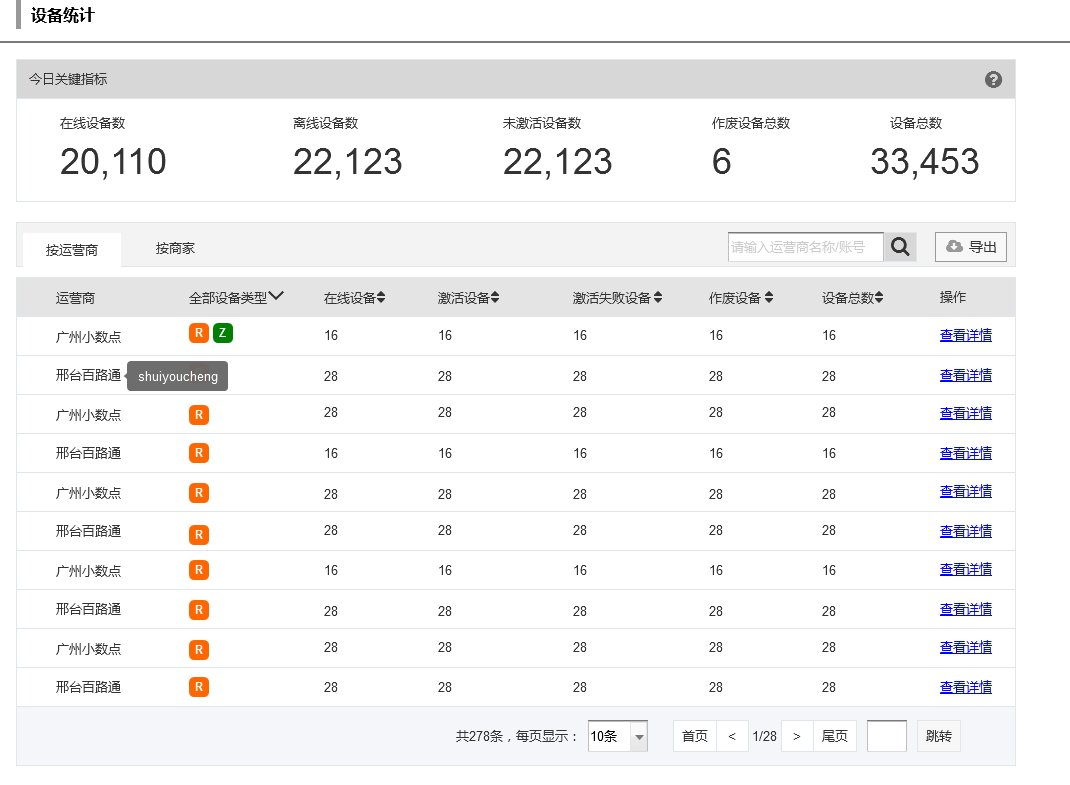 设备统计
今日关键指标 ?
在线设备数 离线设备数 未激活设备数 作废设备总数 设备总数
20,110 22,123 22,123 6 33,453
按运营商 按商家 请输入运营商名称/账号 导出
运营商 全部设备类型 在线设备 激活设备 激活失败设备 作废设备 设备总数 操作
广州小数点 R Z 16 16 16 16 16 查看详情
邢台百路通 shuiyoucheng 28 28 28 28 28 查看详情
广州小数点 R 28 28 28 28 28 查看详情
邢台百路通 R 16 16 16 16 16 查看详情
广州小数点 R 28 28 28 28 28 查看详情
邢台百路通 R 28 28 28 28 28 查看详情
广州小数点 R 16 16 16 16 16 查看详情
邢台百路通 R 28 28 28 28 28 查看详情
广州小数点 R 28 28 28 28 28 查看详情
邢台百路通 R 28 28 28 28 28 查看详情
共278条，每页显示： 10条 首页 < 1/28 > 尾页 跳转